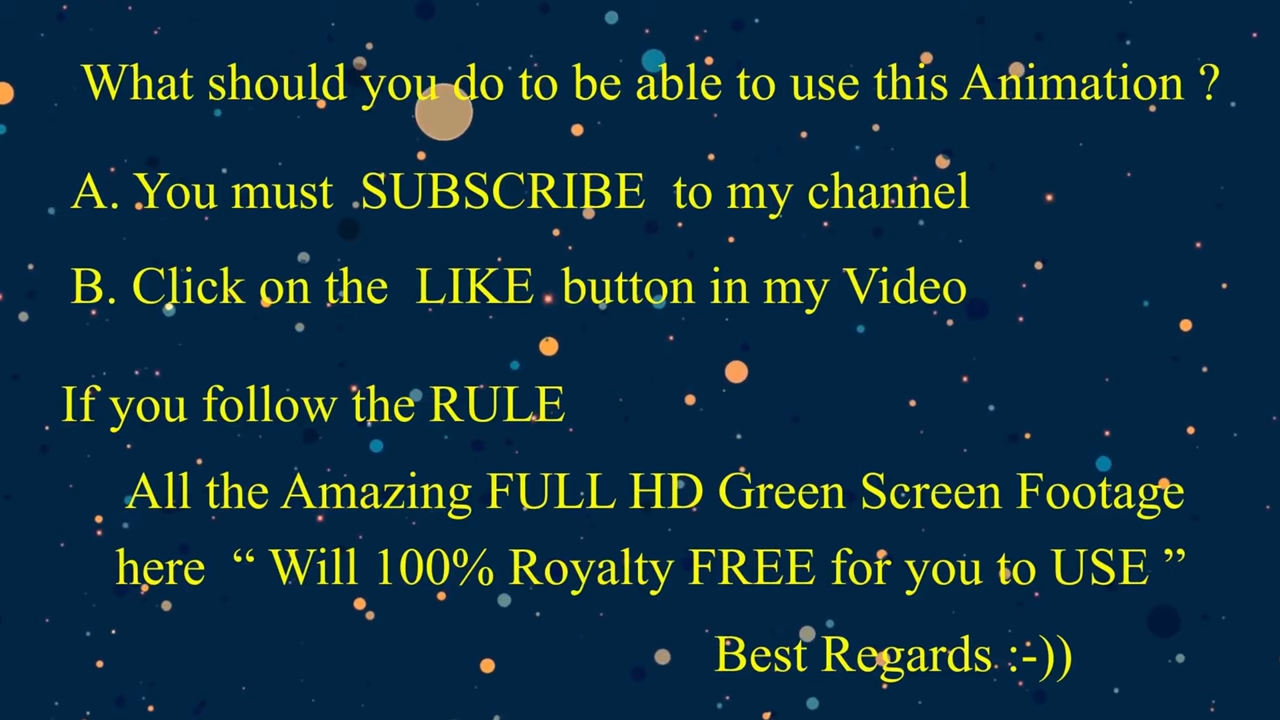 What should you do to be able to use this Animation ?
A. You must SUBSCRIBE to my channel
B. Click on the LIKE button in my Video
If you follow the RULE
All the Amazing FULL HD Green Screen Footage
here “ Will 100% Royalty FREE for you to USE ”
Best Regards :-))